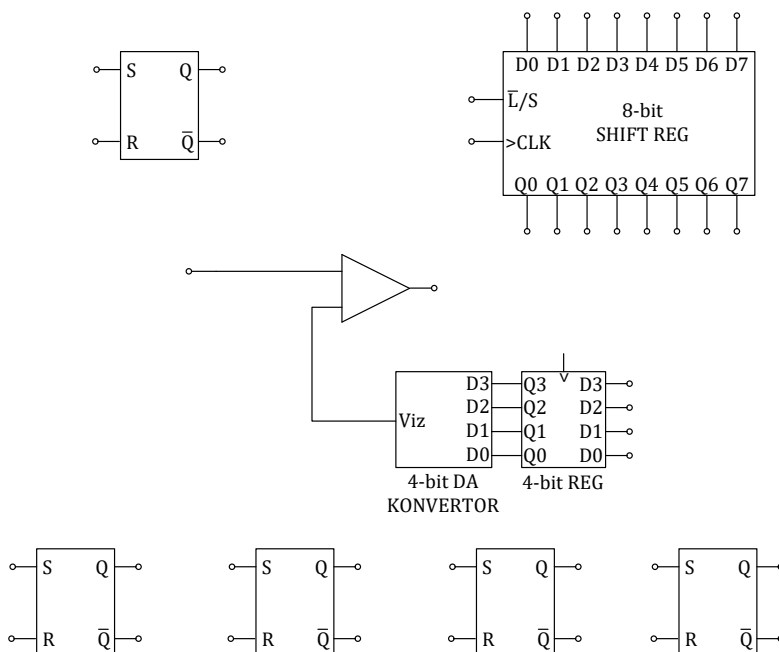 D0 D1 D2 D3 D4 D5 D6 D7
S Q
L̅/S
8-bit
SHIFT REG
R Q̅
>CLK
Q0 Q1 Q2 Q3 Q4 Q5 Q6 Q7
D3 Q3 > D3
D2 Q2 D2
Viz D1 Q1 D1
D0 Q0 D0
4-bit DA
KONVERTOR
4-bit REG
S Q S Q S Q S Q
R Q̅ R Q̅ R Q̅ R Q̅